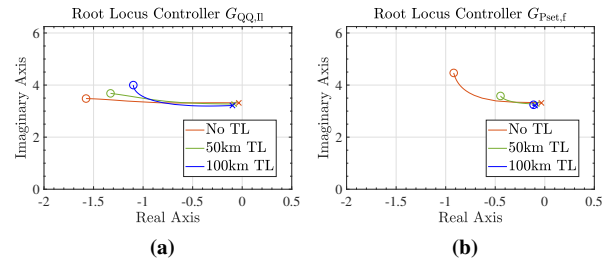 Root Locus Controller G_QQ,Il
Imaginary Axis
6
4
2
0
No TL
50km TL
100km TL
-2 -1.5 -1 -0.5 0 0.5
Real Axis
(a)
Root Locus Controller G_Pset,f
Imaginary Axis
6
4
2
0
No TL
50km TL
100km TL
-2 -1.5 -1 -0.5 0 0.5
Real Axis
(b)